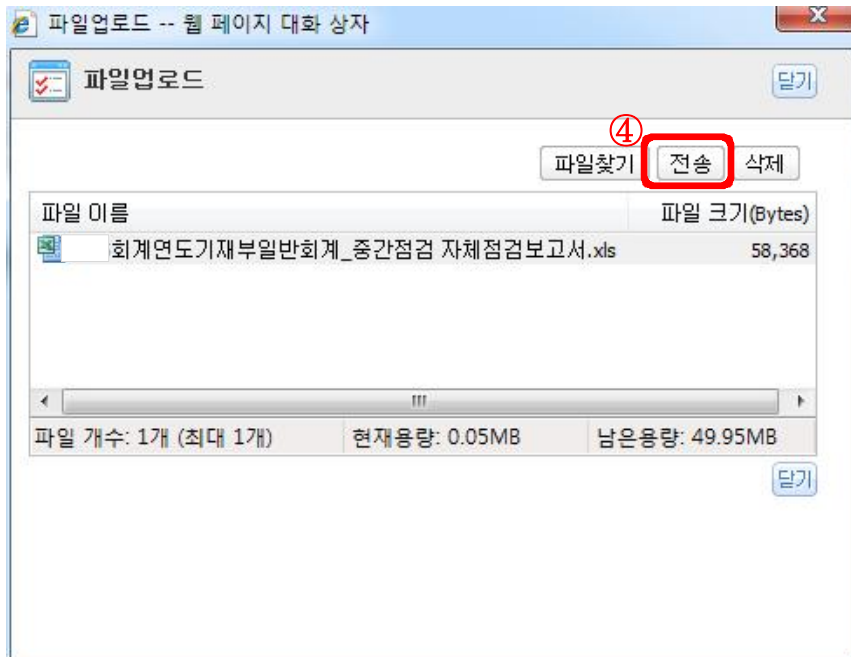 파일업로드 -- 웹 페이지 대화 상자
파일업로드
닫기
④
파일찾기 전송 삭제
파일 이름 파일 크기(Bytes)
회계연도기재부일반회계_중간점검 자체점검보고서.xls 58,368
파일 개수: 1개 (최대 1개) 현재용량: 0.05MB 남은용량: 49.95MB
닫기